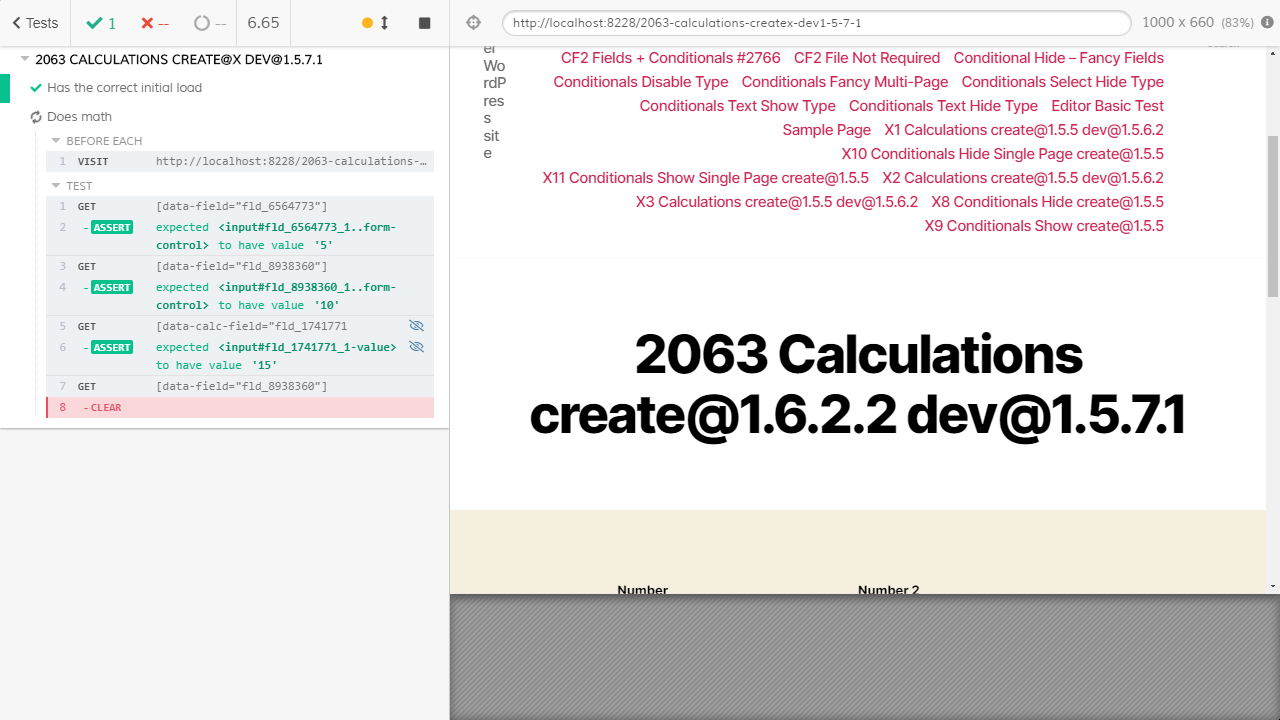 Tests
1
--
--
6.65
http://localhost:8228/2063-calculations-createx-dev1-5-7-1
1000 x 660 (83%)
2063 CALCULATIONS CREATE@X DEV@1.5.7.1
Has the correct initial load
Does math
BEFORE EACH
1 VISIT http://localhost:8228/2063-calculations-…
TEST
1 GET [data-field="fld_6564773"]
2 - ASSERT expected <input#fld_6564773_1..form-
control> to have value '5'
3 GET [data-field="fld_8938360"]
4 - ASSERT expected <input#fld_8938360_1..form-
control> to have value '10'
5 GET [data-calc-field="fld_1741771
6 - ASSERT expected <input#fld_1741771_1-value>
to have value '15'
7 GET [data-field="fld_8938360"]
8 - CLEAR
er
Wo
rdP
res
s
sit
e
CF2 Fields + Conditionals #2766 CF2 File Not Required Conditional Hide – Fancy Fields
Conditionals Disable Type Conditionals Fancy Multi-Page Conditionals Select Hide Type
Conditionals Text Show Type Conditionals Text Hide Type Editor Basic Test
Sample Page X1 Calculations create@1.5.5 dev@1.5.6.2
X10 Conditionals Hide Single Page create@1.5.5
X11 Conditionals Show Single Page create@1.5.5 X2 Calculations create@1.5.5 dev@1.5.6.2
X3 Calculations create@1.5.5 dev@1.5.6.2 X8 Conditionals Hide create@1.5.5
X9 Conditionals Show create@1.5.5
2063 Calculations
create@1.6.2.2 dev@1.5.7.1
Number Number 2